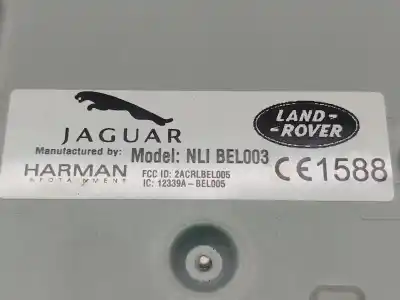 JAGUAR
LAND-
-ROVER
Manufactured by:
HARMAN
Model: NLI BEL003
FCC ID: 2ACRLBEL005
IC: 12339A-BEL005
CE1588